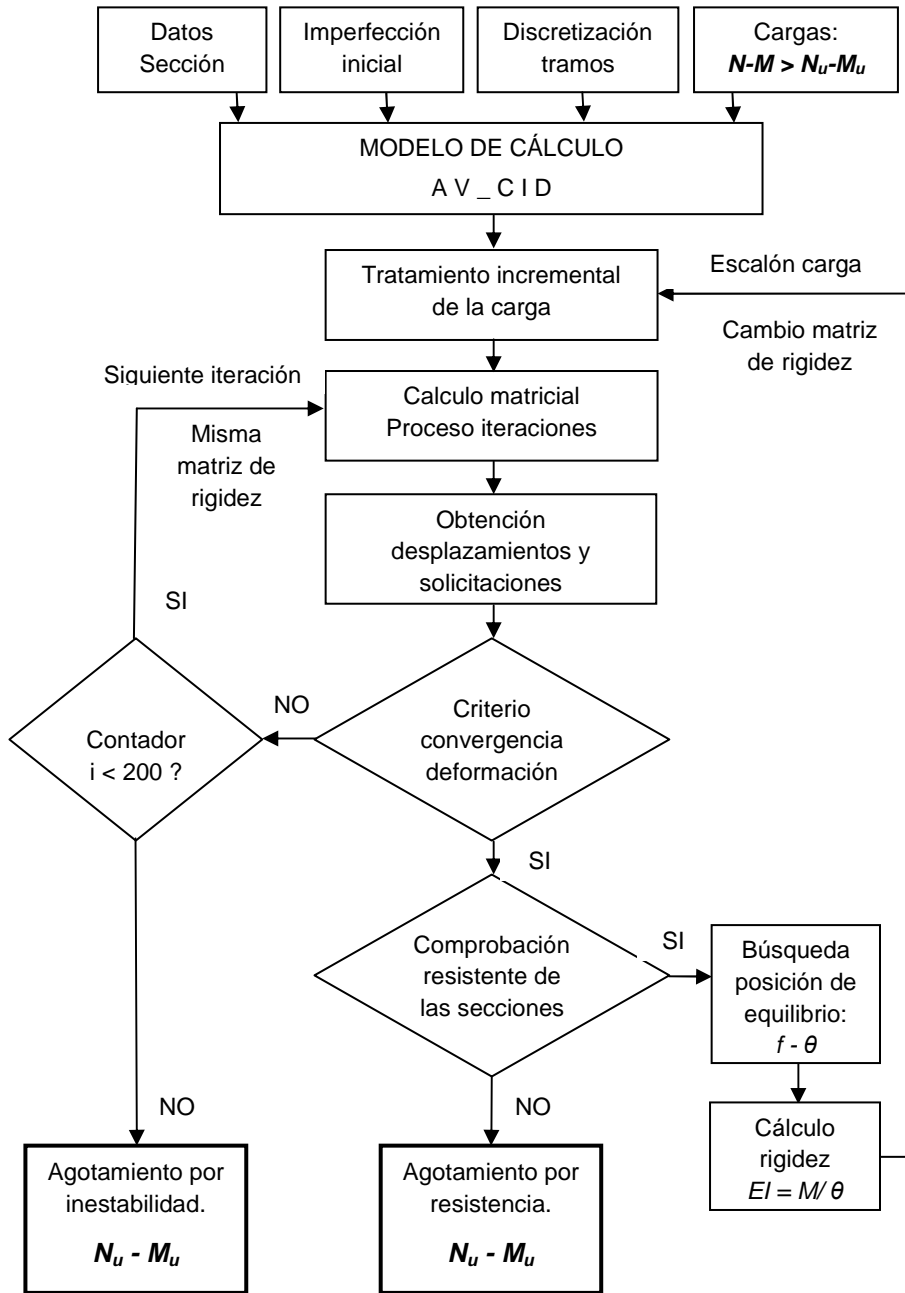 Datos
Sección
Imperfección
inicial
Discretización
tramos
Cargas:
N-M > Nu-Mu
MODELO DE CÁLCULO
A V _ C I D
Tratamiento incremental
de la carga
Escalón carga
Cambio matriz
de rigidez
Siguiente iteración
Misma
matriz de
rigidez
Calculo matricial
Proceso iteraciones
Obtención
desplazamientos y
solicitaciones
SI
NO
Contador
i < 200 ?
Criterio
convergencia
deformación
SI
Comprobación
resistente de
las secciones
SI
Búsqueda
posición de
equilibrio:
f - θ
NO
NO
Cálculo
rigidez
EI = M/ θ
Agotamiento por
inestabilidad.
Nu - Mu
Agotamiento por
resistencia.
Nu - Mu